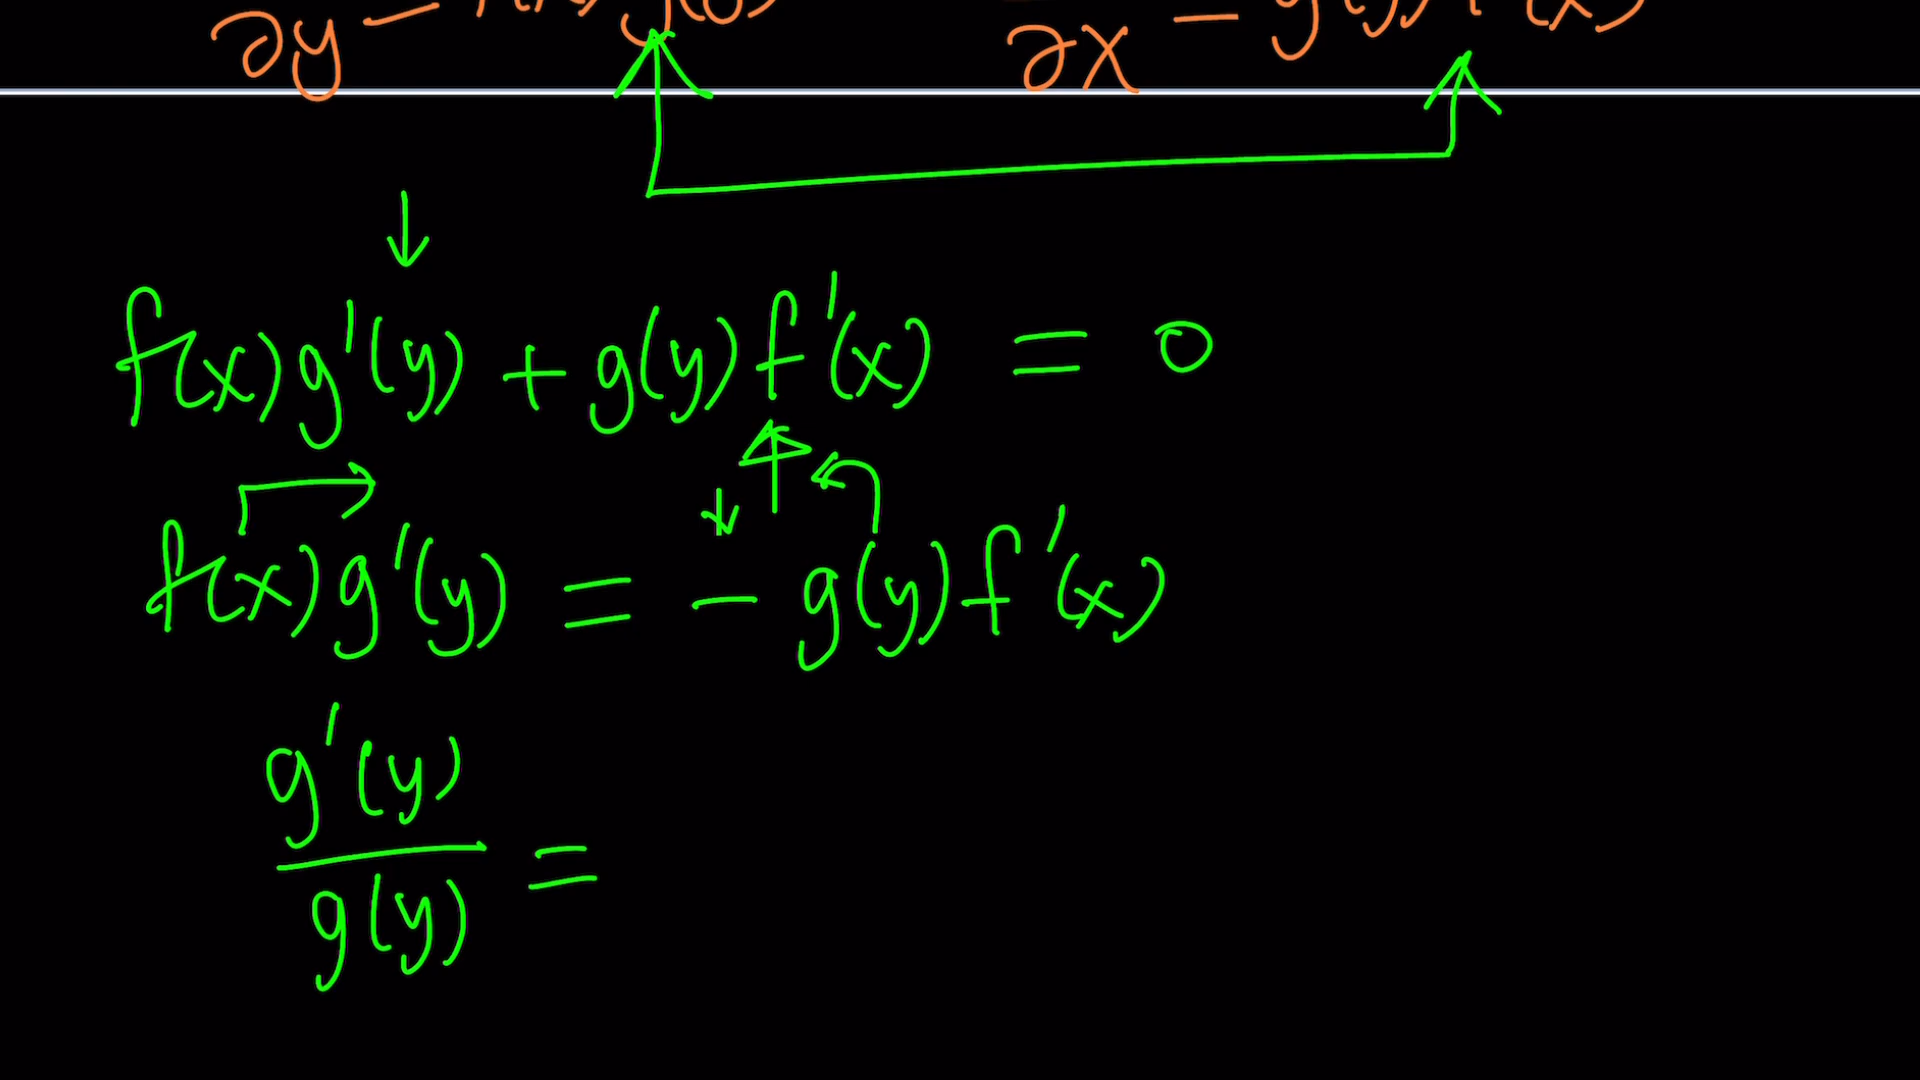 ∂y = ∂x = g(y) f'(x)
f(x)g'(y) + g(y)f'(x) = 0
f(x)g'(y) = - g(y)f'(x)
g'(y)
g(y) =